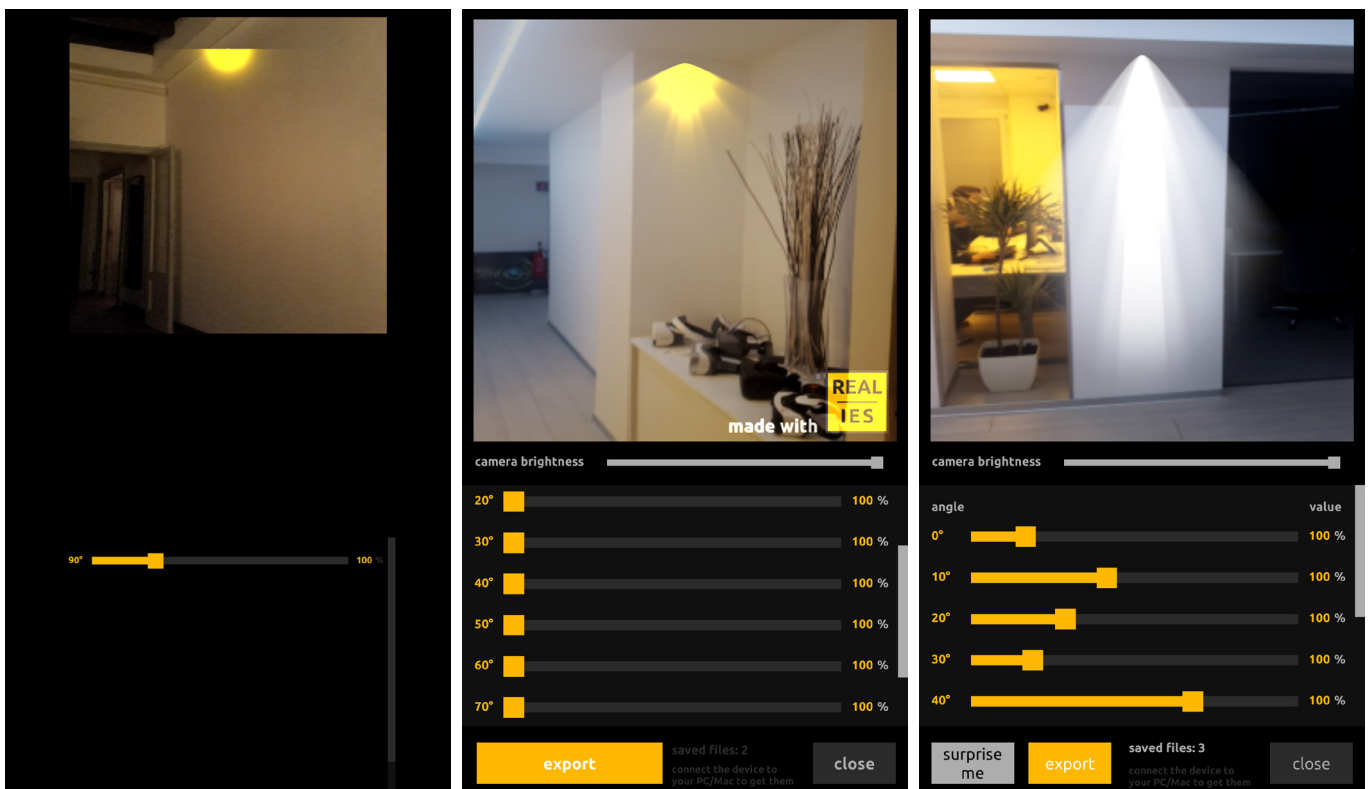 90° 100 %
REAL
IES
made with
camera brightness
20° 100 %
30° 100 %
40° 100 %
50° 100 %
60° 100 %
70° 100 %
export
saved files: 2
connect the device to
your PC/Mac to get them
close
camera brightness
angle value
0° 100 %
10° 100 %
20° 100 %
30° 100 %
40° 100 %
surprise
me
export
saved files: 3
connect the device to
your PC/Mac to get them
close